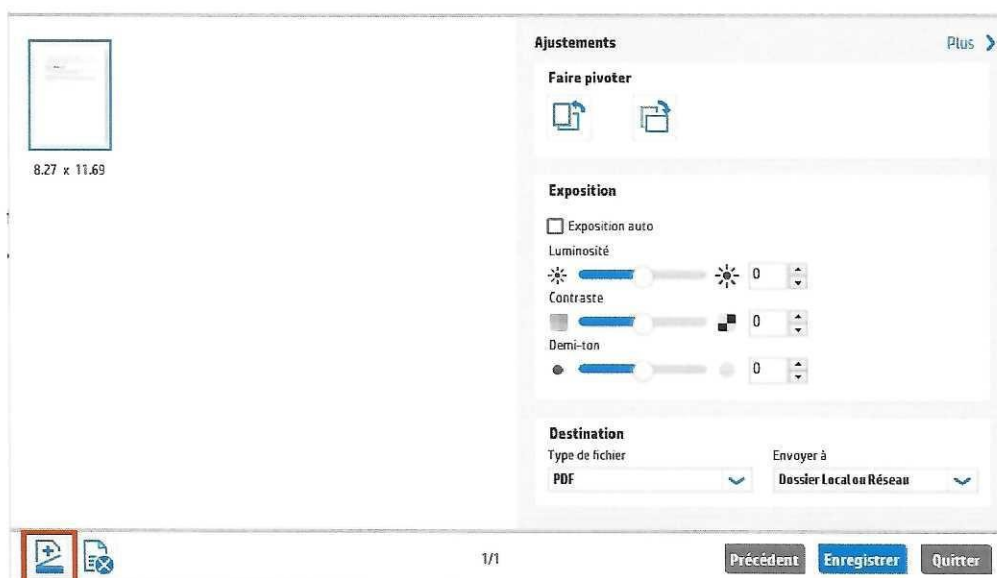 Ajustements
Plus
Faire pivoter
8.27 x 11.69
Exposition
Exposition auto
Luminosité
0
Contraste
0
Demi-ton
0
Destination
Type de fichier
Envoyer à
PDF
Dossier Local ou Réseau
1/1
Précédent
Enregistrer
Quitter